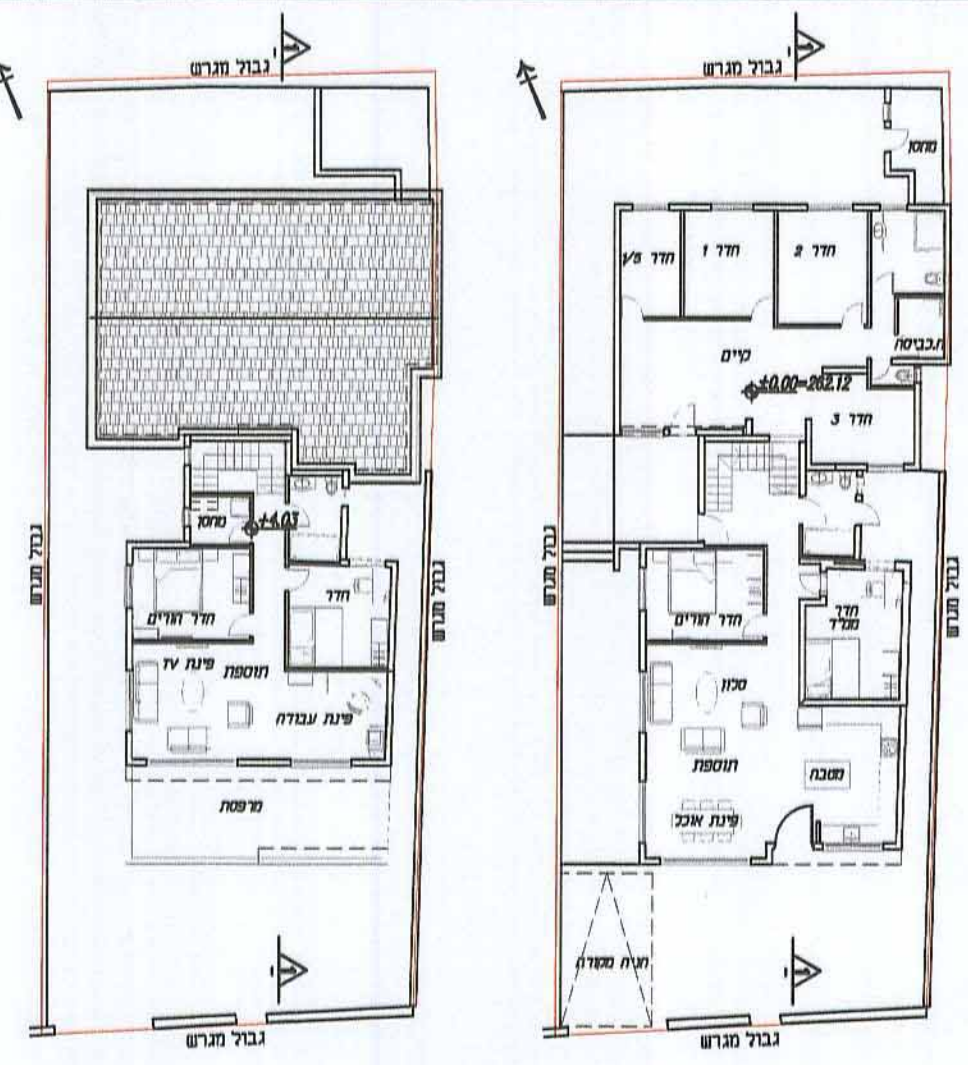 גבול מגרש
גבול מגרש
גבול מגרש
מחסן
+4.03
חדר הורים
חדר
פינת TV
תוספת
פינת עבודה
מרפסת
גבול מגרש
גבול מגרש
גבול מגרש
גבול מגרש
גבול מגרש
מחסן
חדר 1/5
חדר 1
חדר 2
קיים
ח.כביסה
±0.00=262.12
חדר 3
חדר הורים
חדר
ממ"ד
סלון
תוספת
מטבח
פינת אוכל
חניה מקורה
גבול מגרש